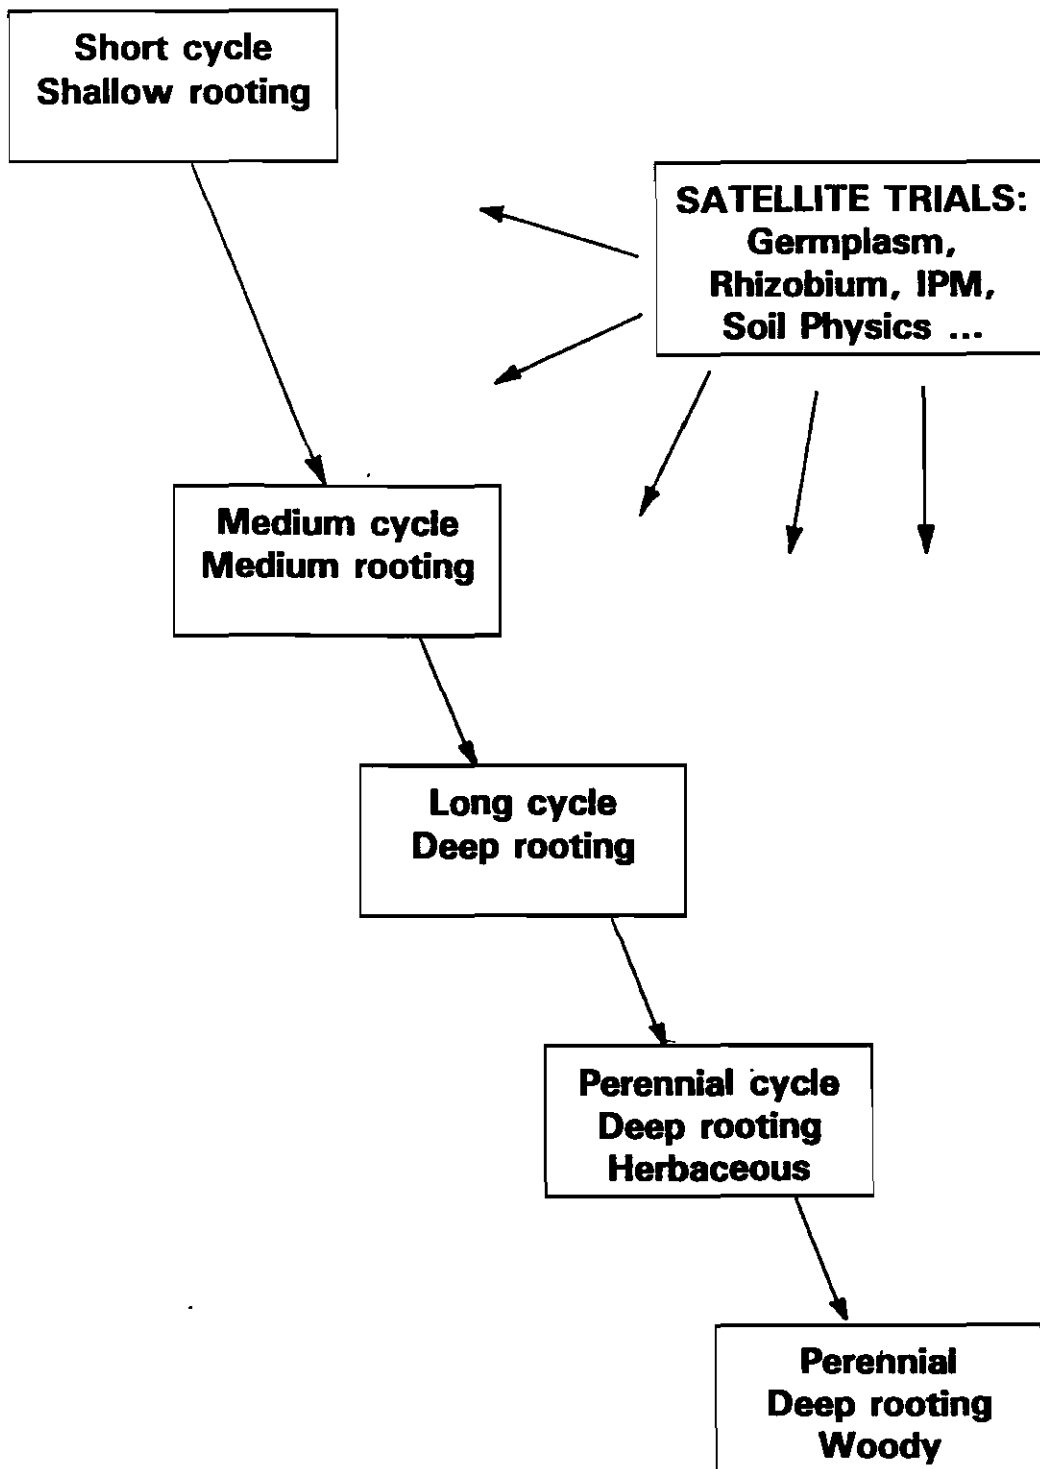 Short cycle
Shallow rooting
SATELLITE TRIALS:
Germplasm,
Rhizobium, IPM,
Soil Physics ...
Medium cycle
Medium rooting
Long cycle
Deep rooting
Perennial cycle
Deep rooting
Herbaceous
Perennial
Deep rooting
Woody